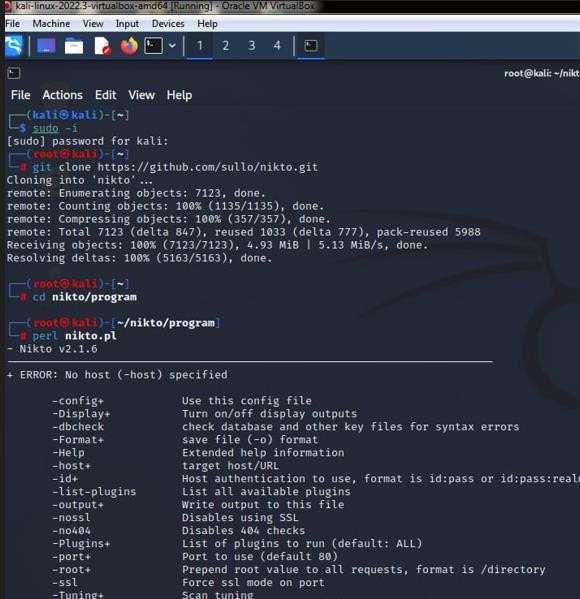 kali-linux-2022.3-virtualbox-amd64 [Running] - Oracle VM VirtualBox
File Machine View Input Devices Help
1 2 3 4
root@kali: ~/nikt
File Actions Edit View Help
┌──(kali㉿kali)-[~]
└─$ sudo -i
[sudo] password for kali:
┌──(root㉿kali)-[~]
└─# git clone https://github.com/sullo/nikto.git
Cloning into 'nikto'...
remote: Enumerating objects: 7123, done.
remote: Counting objects: 100% (1135/1135), done.
remote: Compressing objects: 100% (357/357), done.
remote: Total 7123 (delta 847), reused 1033 (delta 777), pack-reused 5988
Receiving objects: 100% (7123/7123), 4.93 MiB | 5.13 MiB/s, done.
Resolving deltas: 100% (5163/5163), done.
┌──(root㉿kali)-[~]
└─# cd nikto/program
┌──(root㉿kali)-[~/nikto/program]
└─# perl nikto.pl
- Nikto v2.1.6
+ ERROR: No host (-host) specified
-config+ Use this config file
-Display+ Turn on/off display outputs
-dbcheck check database and other key files for syntax errors
-Format+ save file (-o) format
-Help Extended help information
-host+ target host/URL
-id+ Host authentication to use, format is id:pass or id:pass:real
-list-plugins List all available plugins
-output+ Write output to this file
-nossl Disables using SSL
-no404 Disables 404 checks
-Plugins+ List of plugins to run (default: ALL)
-port+ Port to use (default 80)
-root+ Prepend root value to all requests, format is /directory
-ssl Force ssl mode on port
-Tuning+ Scan tuning